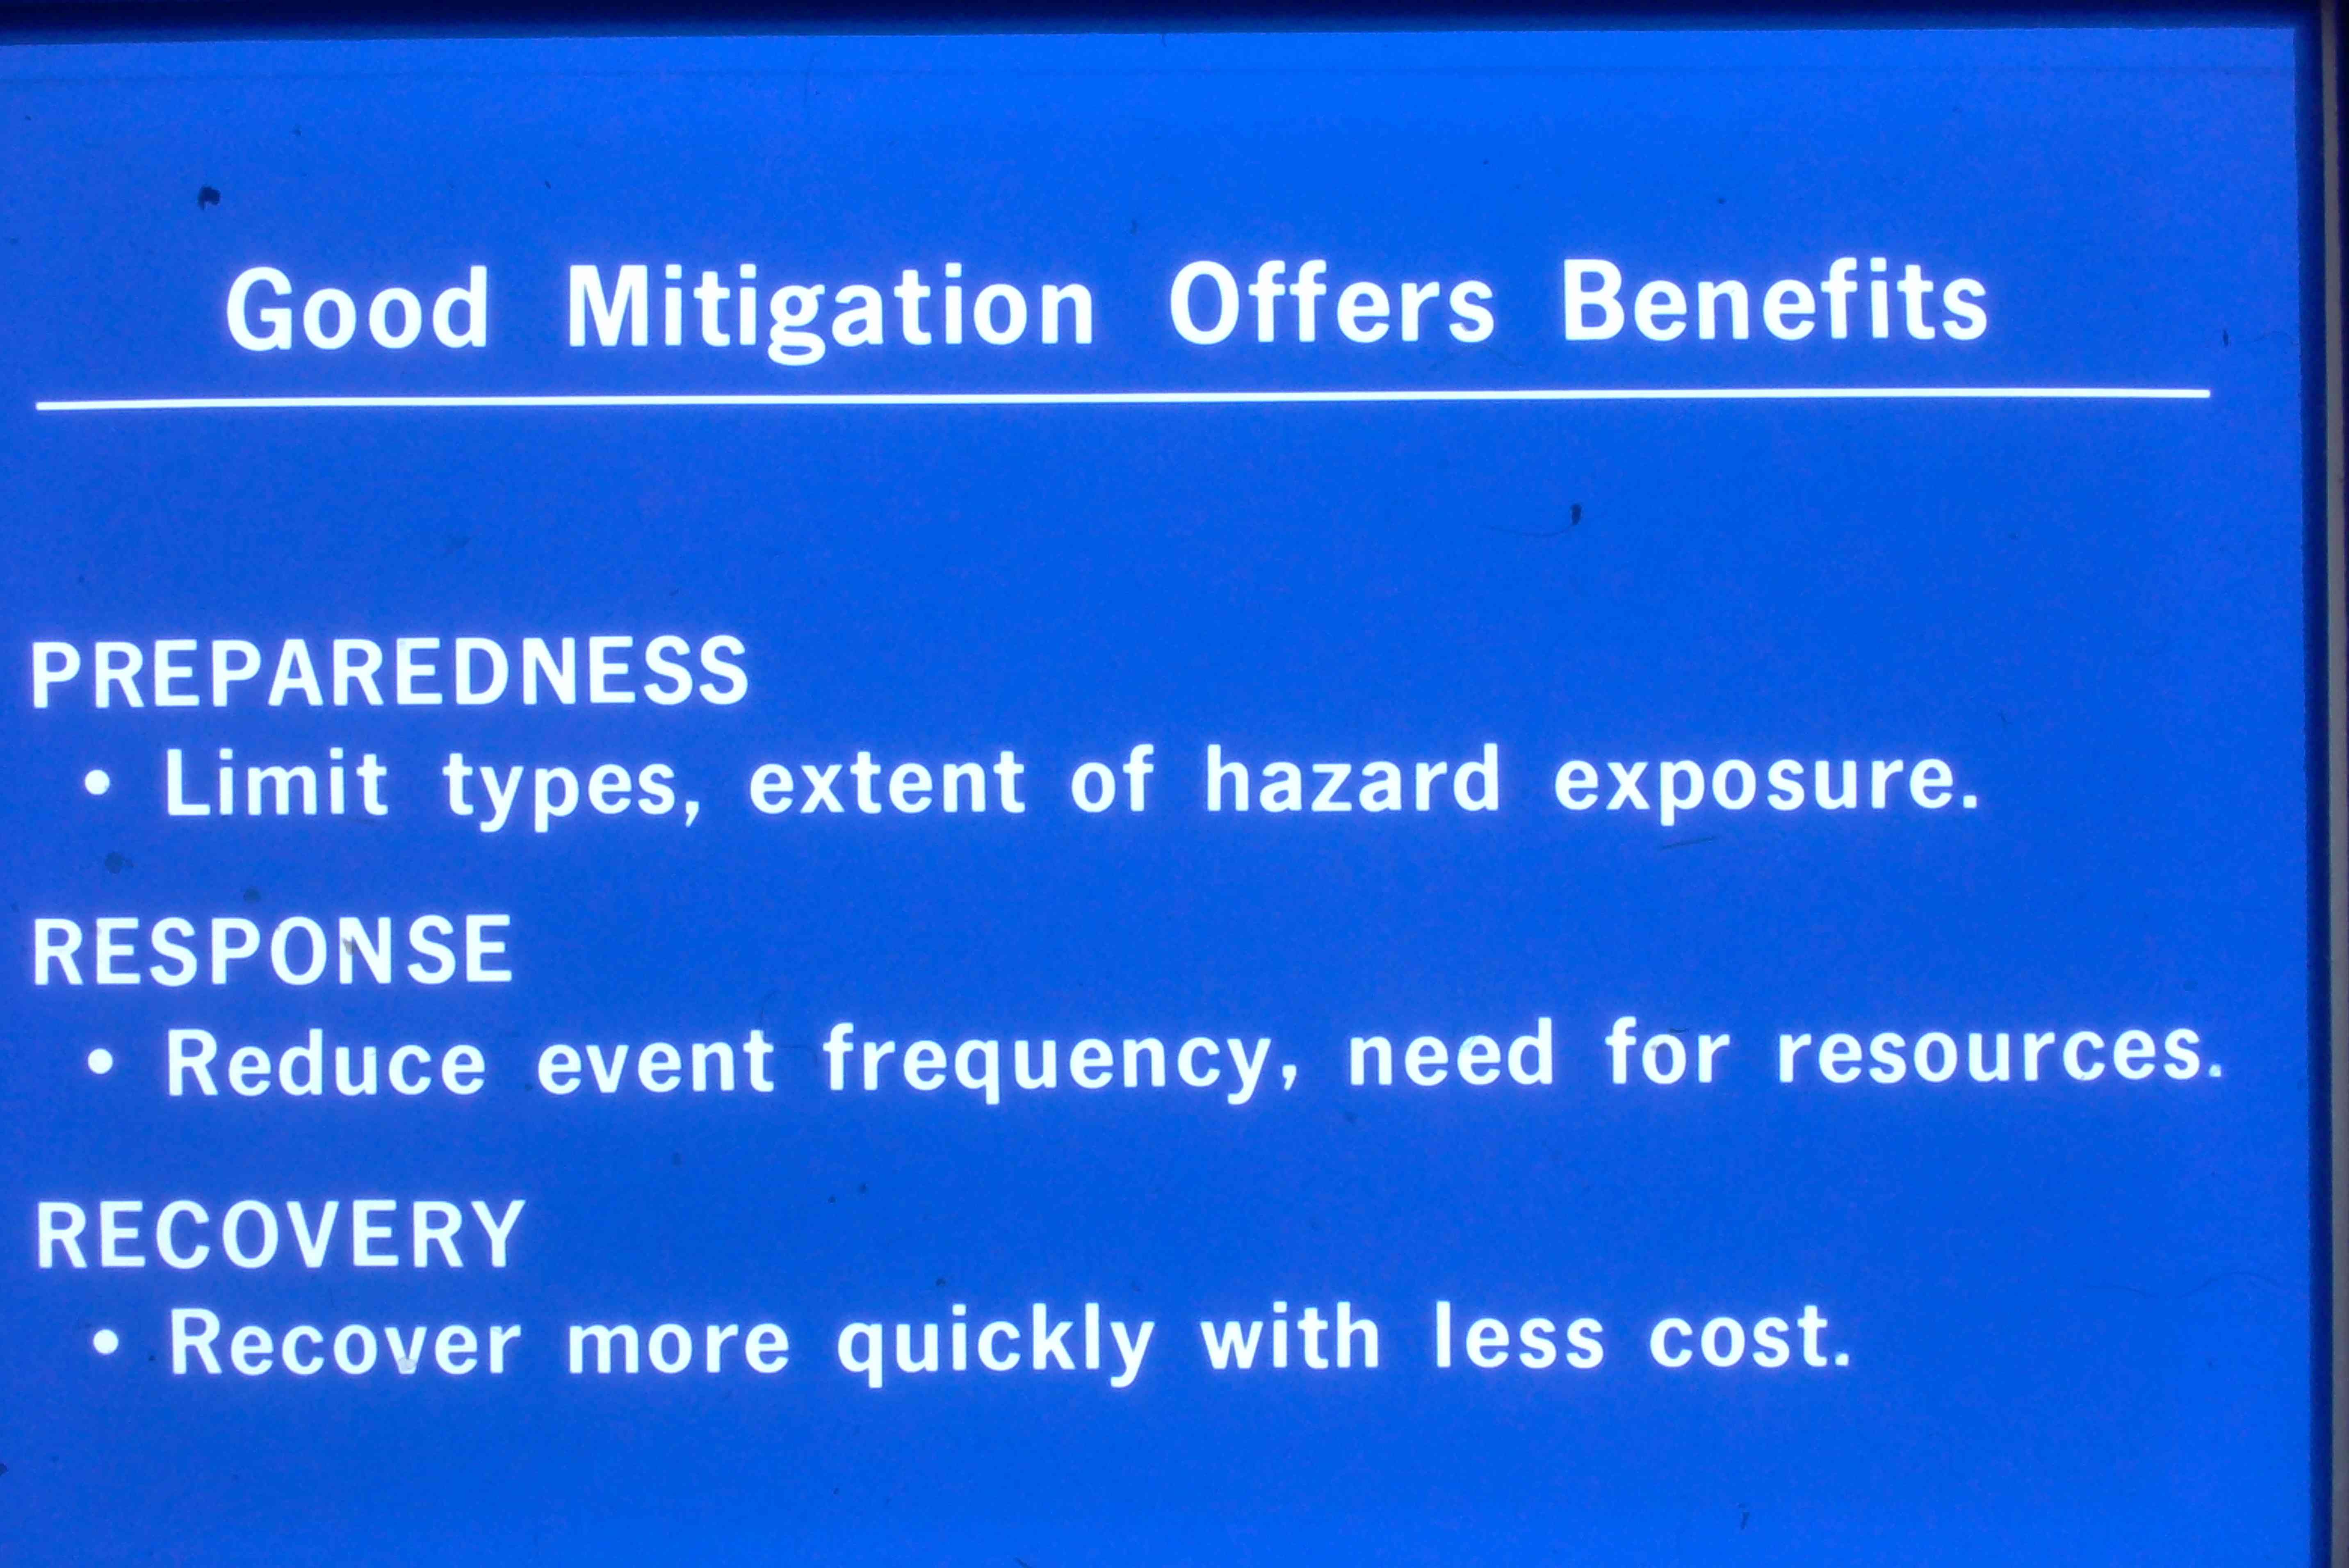 Good Mitigation Offers Benefits
PREPAREDNESS
• Limit types, extent of hazard exposure.
RESPONSE
• Reduce event frequency, need for resources.
RECOVERY
• Recover more quickly with less cost.